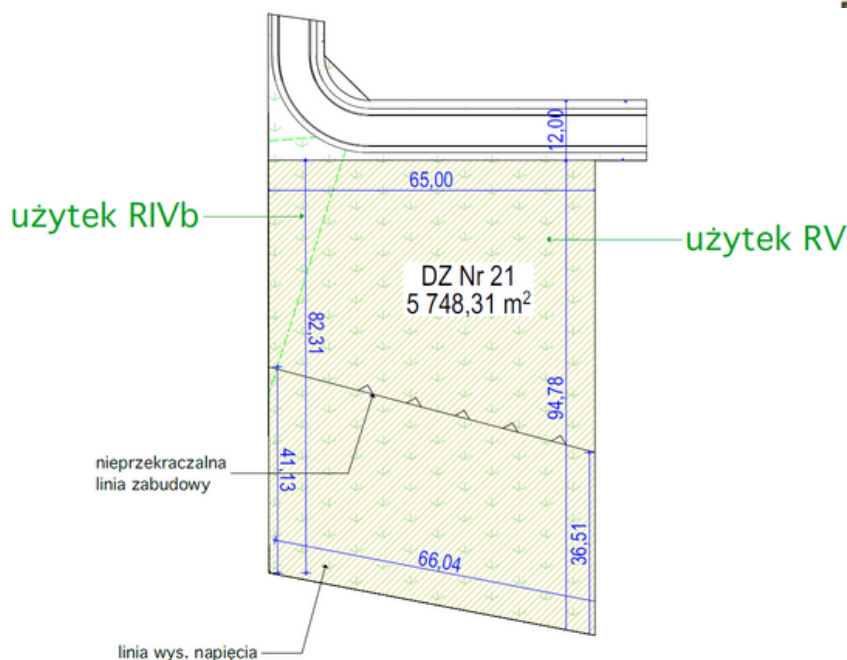 12,00
65,00
użytek RIVb
użytek RV
DZ Nr 21
5 748,31 m²
82,31
94,78
nieprzekraczalna
linia zabudowy
41,13
36,51
66,04
linia wys. napięcia